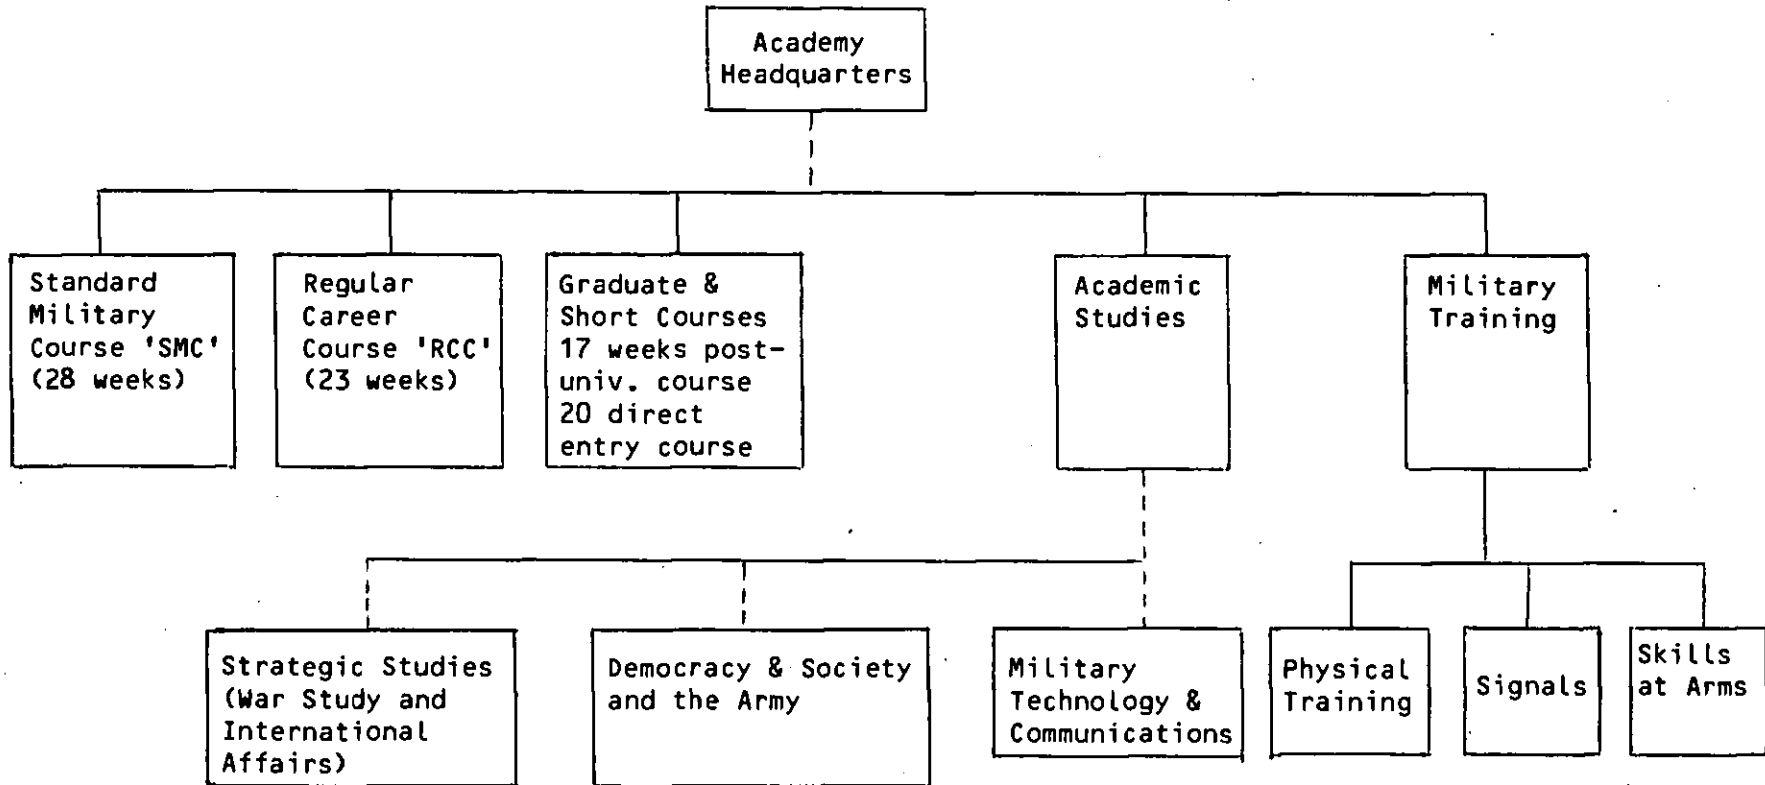 Academy
Headquarters
Standard
Military
Course 'SMC'
(28 weeks)
Regular
Career
Course 'RCC'
(23 weeks)
Graduate &
Short Courses
17 weeks post-
univ. course
20 direct
entry course
Academic
Studies
Military
Training
Strategic Studies
(War Study and
International
Affairs)
Democracy & Society
and the Army
Military
Technology &
Communications
Physical
Training
Signals
Skills
at Arms